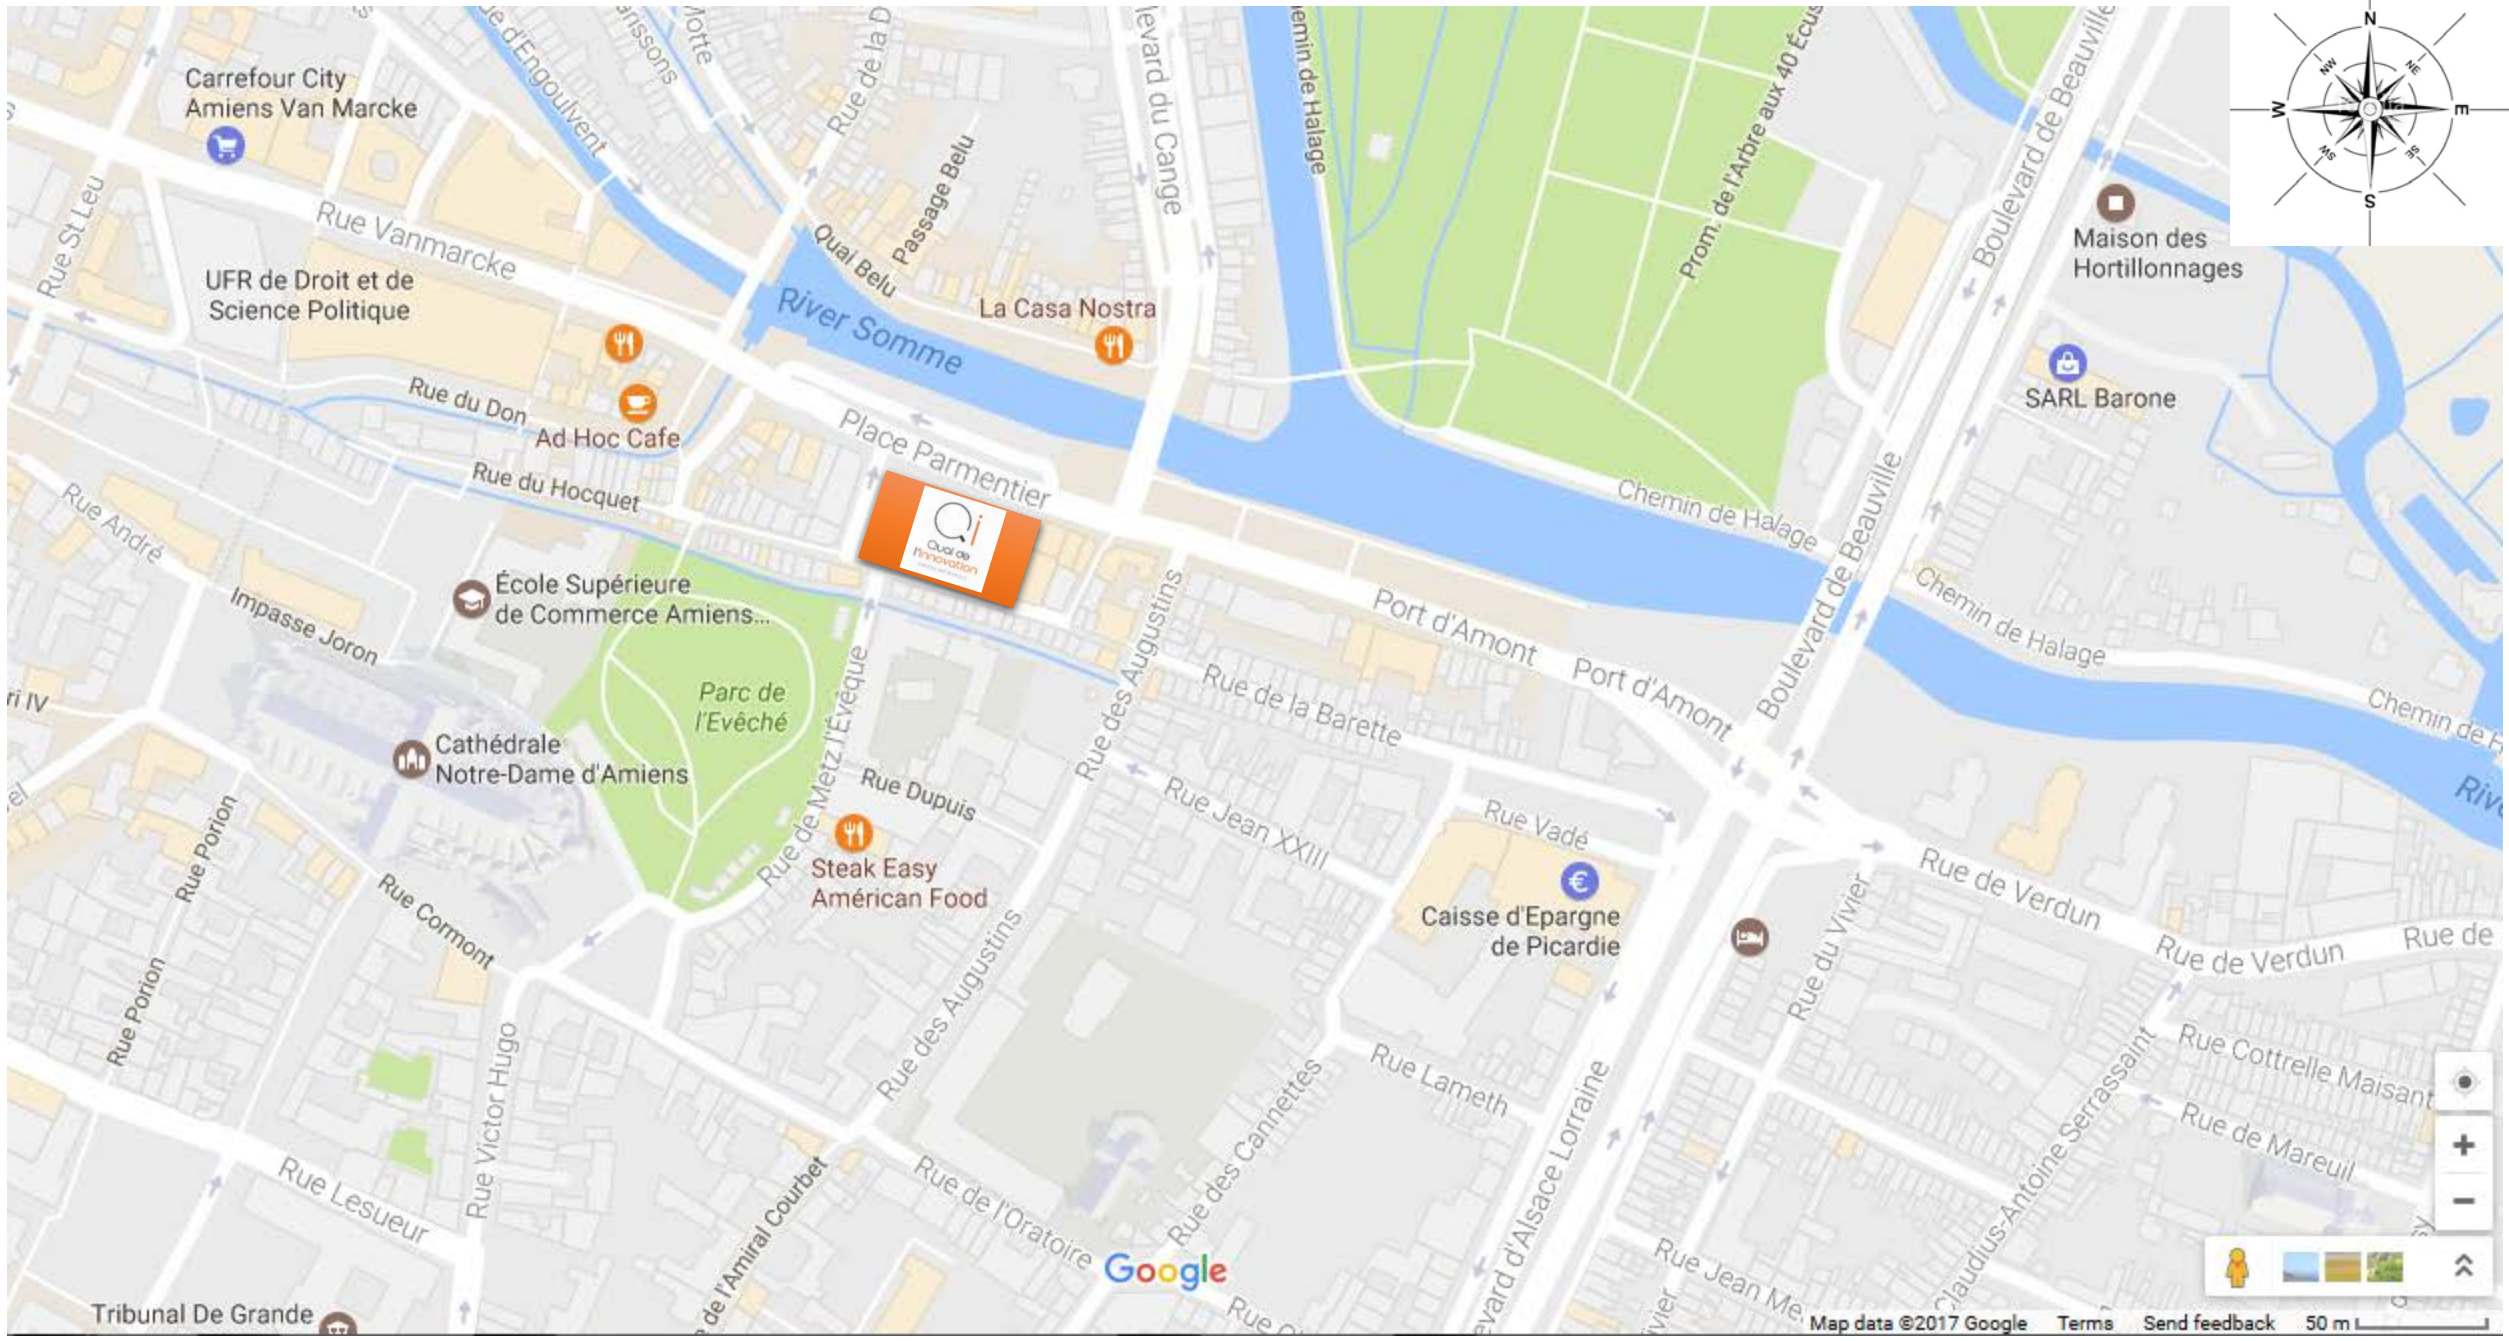 Carrefour City
Amiens Van Marcke
Rue St Leu
Rue Vanmarcke
UFR de Droit et de
Science Politique
Rue du Don
Ad Hoc Cafe
Rue du Hocquet
Rue André
Impasse Joron
École Supérieure
de Commerce Amiens...
Cathédrale
Notre-Dame d'Amiens
Parc de
l'Evêché
ri IV
Rue Porion
Rue Porion
Rue Cormont
Rue Victor Hugo
Rue Lesueur
Tribunal De Grande
Rue de la D
Passage Belu
Quai Belu
River Somme
La Casa Nostra
levard du Cange
Place Parmentier
Qi
Quai de
l'innovation
Rue de Metz l'Évêque
Rue Dupuis
Steak Easy
Américan Food
Rue des Augustins
Rue des Augustins
Rue de la Barette
Rue Jean XXIII
Rue Vadé
Caisse d'Epargne
de Picardie
Rue des Cannettes
Rue Lameth
Rue de l'Oratoire
de l'Amiral Courbet
Google
Port d'Amont
Port d'Amont
emin de Halage
Prom. de l'Arbre aux 40 Écus
Chemin de Halage
Chemin de Halage
Chemin de H
Boulevard de Beauville
Boulevard de Beauville
Maison des
Hortillonnages
SARL Barone
Rive
Rue de Verdun
Rue de Verdun
Rue de
Rue du Vivier
evard d'Alsace Lorraine
Rue Cottrelle Maisant
Rue de Mareuil
Claudius-Antoine Serrassaint
Rue Jean Me
ivier
N
NE
E
SE
S
SW
W
NW
Map data ©2017 Google Terms Send feedback 50 m